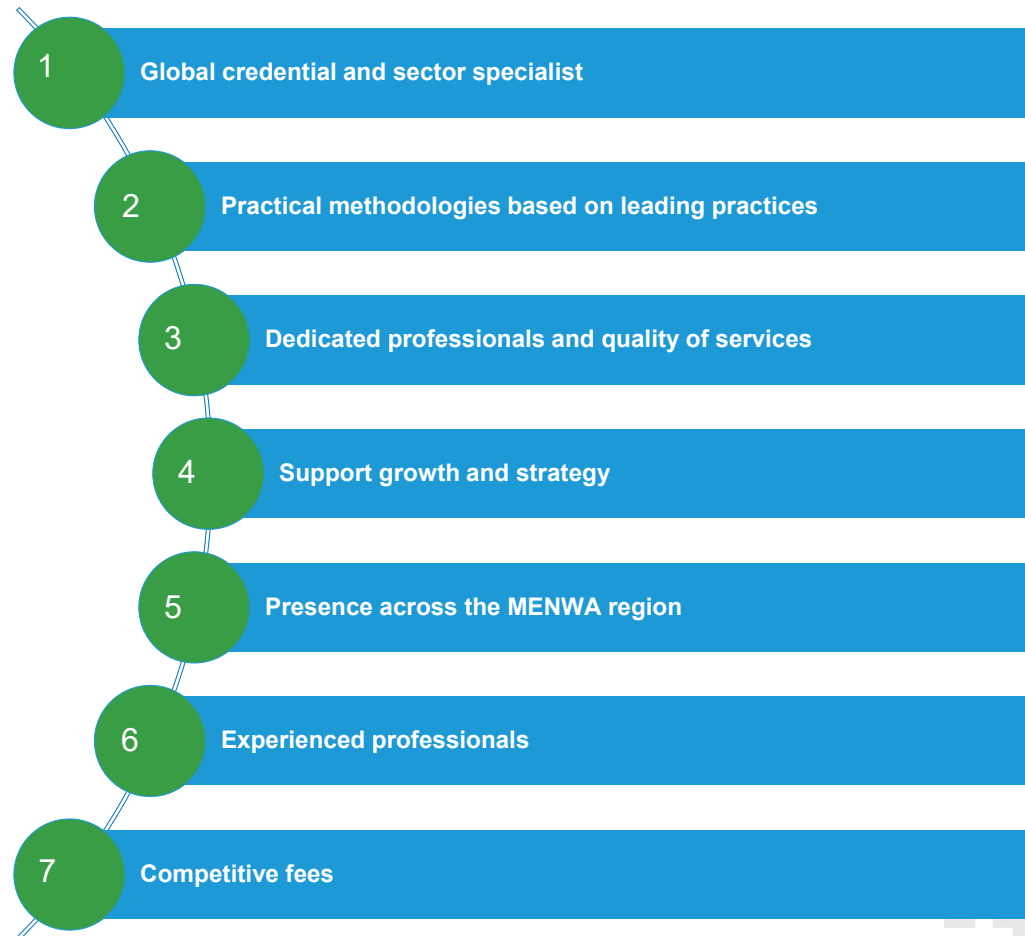 1
Global credential and sector specialist
2
Practical methodologies based on leading practices
3
Dedicated professionals and quality of services
4
Support growth and strategy
5
Presence across the MENWA region
6
Experienced professionals
7
Competitive fees